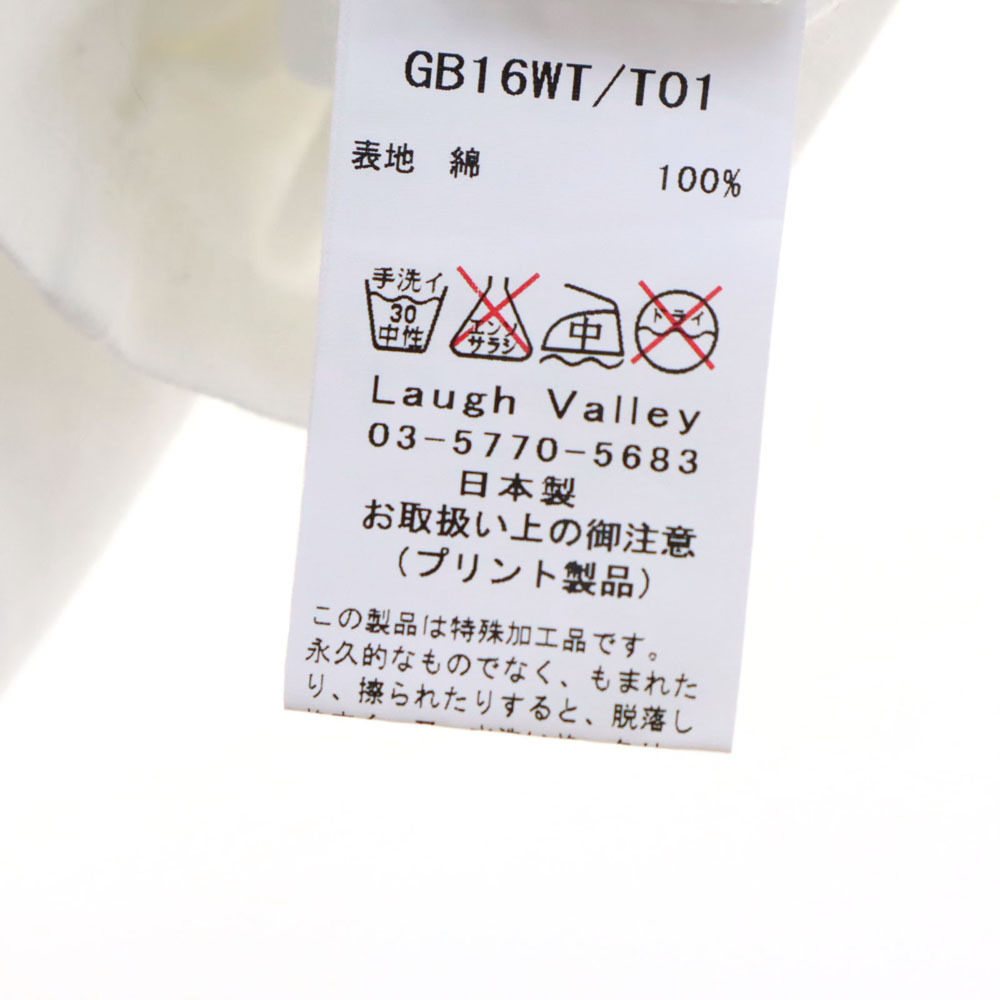 GB16WT/T01
表地 綿 100%
手洗イ
30
中性
エンソ
サラシ
中
ドライ
Laugh Valley
03-5770-5683
日本製
お取扱い上の御注意
(プリント製品)
この製品は特殊加工品です。
永久的なものでなく、もまれた
り、擦られたりすると、脱落し